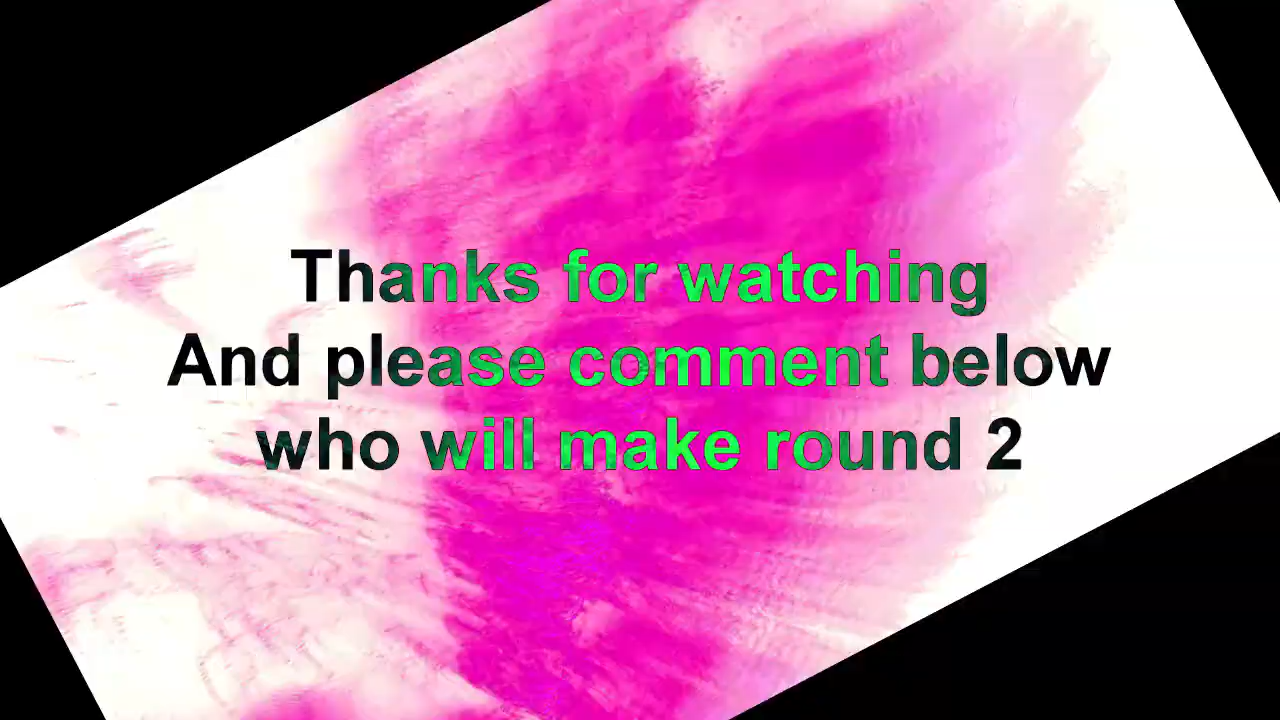 Thanks for watching
And please comment below
who will make round 2